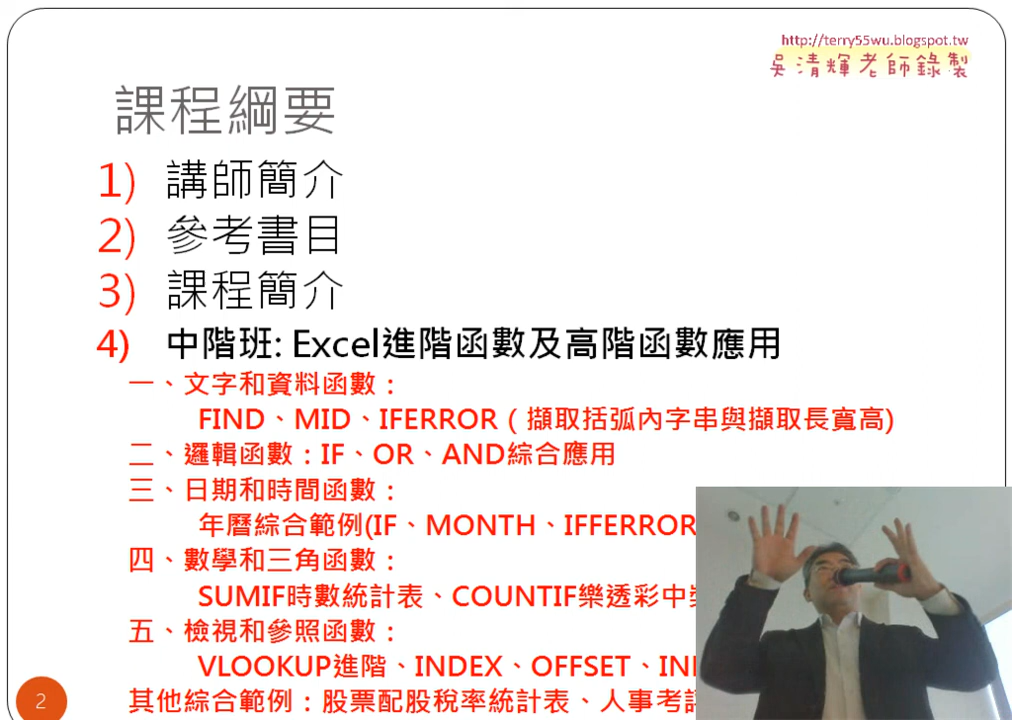 http://terry55wu.blogspot.tw
吳清輝老師錄製
課程綱要
1) 講師簡介
2) 參考書目
3) 課程簡介
4) 中階班: Excel進階函數及高階函數應用
一、文字和資料函數：
FIND、MID、IFERROR（擷取括弧內字串與擷取長寬高)
二、邏輯函數：IF、OR、AND綜合應用
三、日期和時間函數：
年曆綜合範例(IF、MONTH、IFFERROR
四、數學和三角函數：
SUMIF時數統計表、COUNTIF樂透彩中
五、檢視和參照函數：
VLOOKUP進階、INDEX、OFFSET、IN
其他綜合範例：股票配股稅率統計表、人事考
2